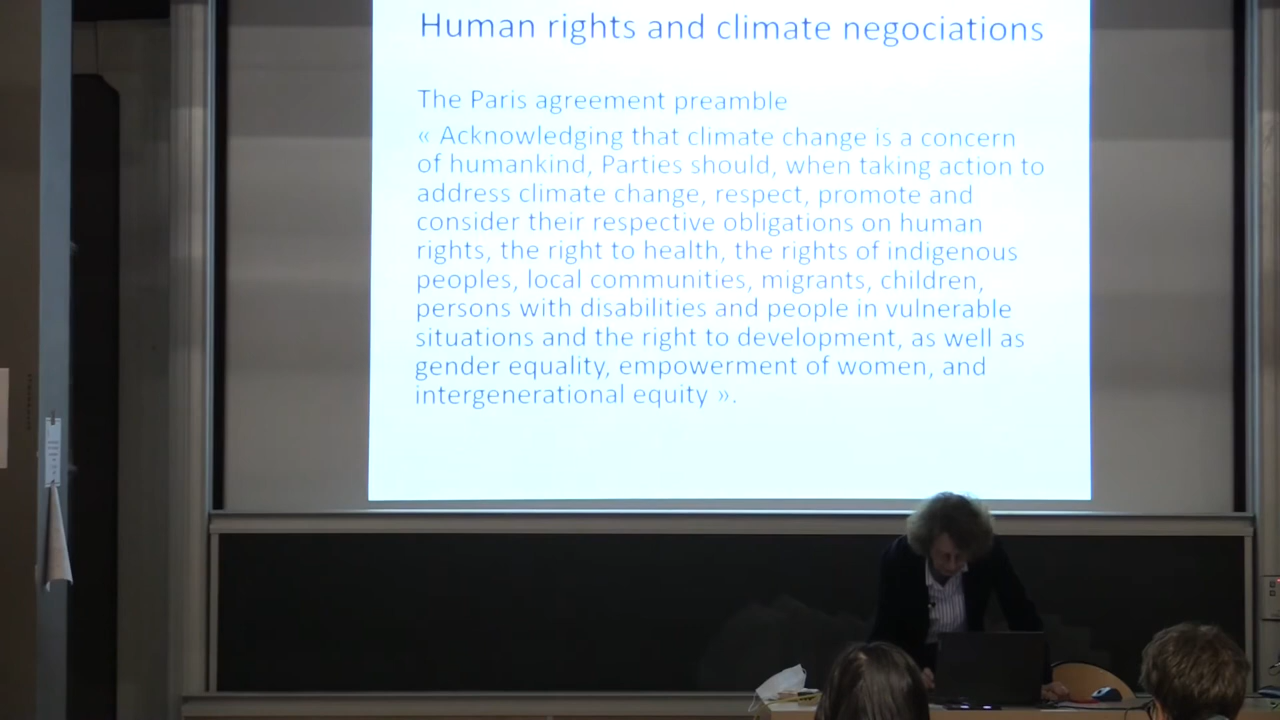 Human rights and climate negociations
The Paris agreement preamble
« Acknowledging that climate change is a concern
of humankind, Parties should, when taking action to
address climate change, respect, promote and
consider their respective obligations on human
rights, the right to health, the rights of indigenous
peoples, local communities, migrants, children,
persons with disabilities and people in vulnerable
situations and the right to development, as well as
gender equality, empowerment of women, and
intergenerational equity ».